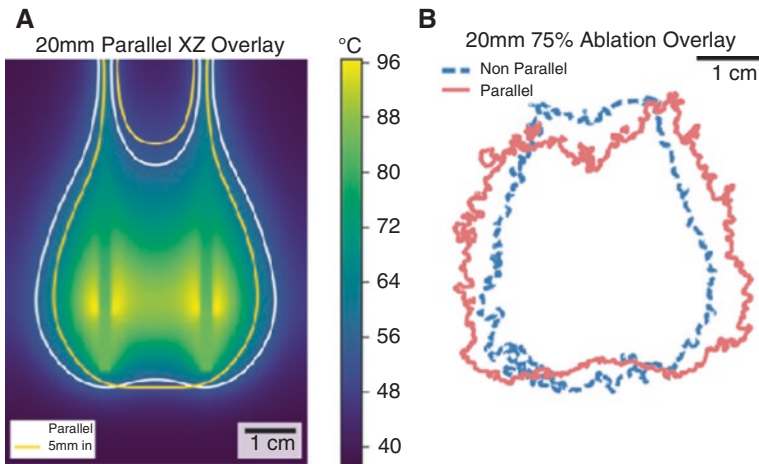 A
20mm Parallel XZ Overlay
°C
96
88
80
72
64
56
48
40
Parallel
5mm in
1 cm
B
20mm 75% Ablation Overlay
Non Parallel
Parallel
1 cm